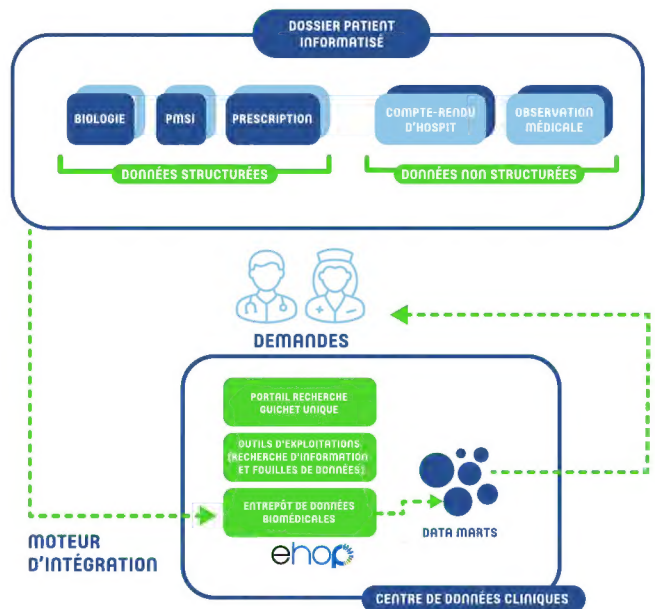 DOSSIER PATIENT
INFORMATISÉ
BIOLOGIE
PMSI
PRESCRIPTION
COMPTE-RENDU
D'HOSPIT
OBSERVATION
MÉDICALE
DONNÉES STRUCTURÉES
DONNÉES NON STRUCTURÉES
DEMANDES
PORTAIL RECHERCHE
GUICHET UNIQUE
OUTILS D'EXPLOITATIONS
(RECHERCHE D'INFORMATION
ET FOUILLES DE DONNÉES)
ENTREPÔT DE DONNÉES
BIOMÉDICALES
ehop
DATA MARTS
MOTEUR
D'INTÉGRATION
CENTRE DE DONNÉES CLINIQUES